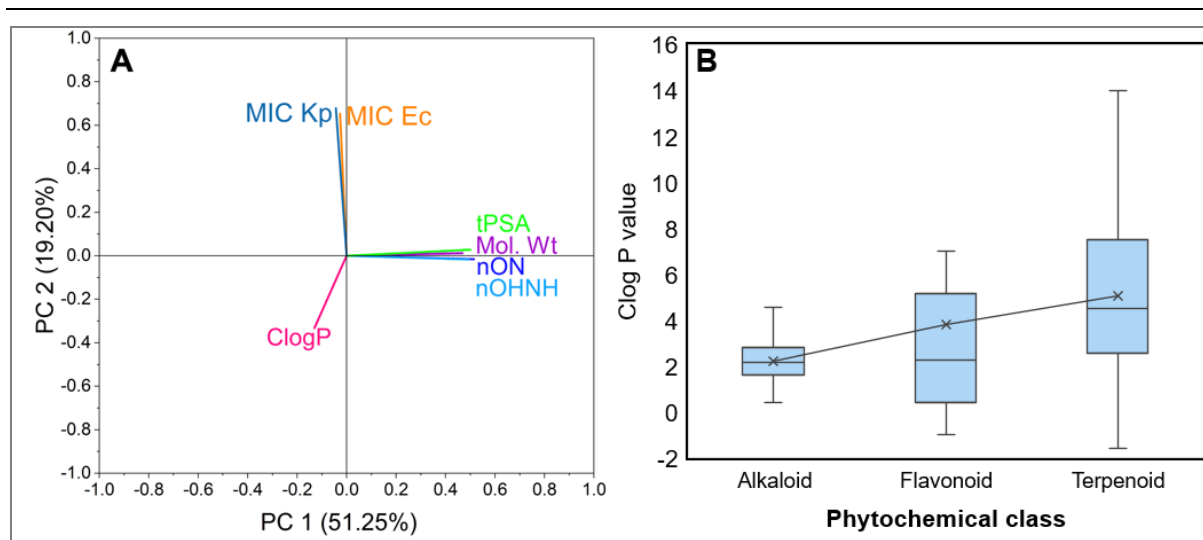 A
1.0
0.8
0.6
0.4
0.2
0.0
-0.2
-0.4
-0.6
-0.8
-1.0
PC 2 (19.20%)
MIC Kp MIC Ec
tPSA
Mol. Wt
nON
nOHNH
ClogP
-1.0 -0.8 -0.6 -0.4 -0.2 0.0 0.2 0.4 0.6 0.8 1.0
PC 1 (51.25%)
B
16
14
12
10
8
6
4
2
0
-2
Clog P value
Alkaloid Flavonoid Terpenoid
Phytochemical class